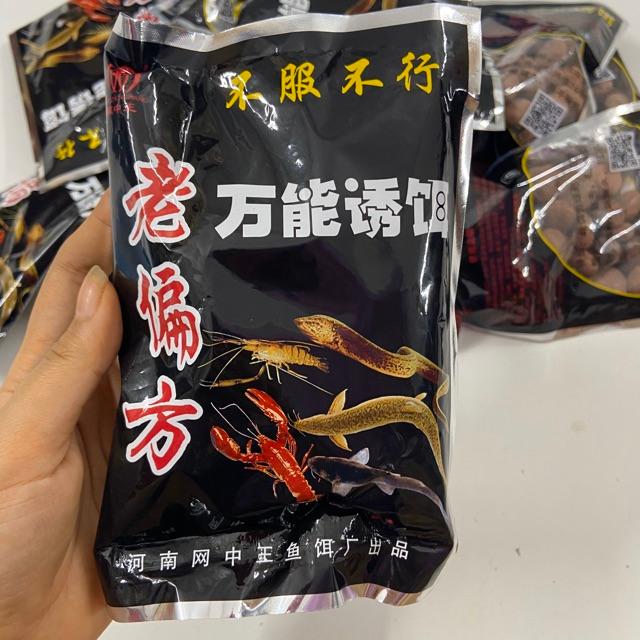 不服不行
老偏方
万能诱饵
8
河南网中王鱼饵厂出品